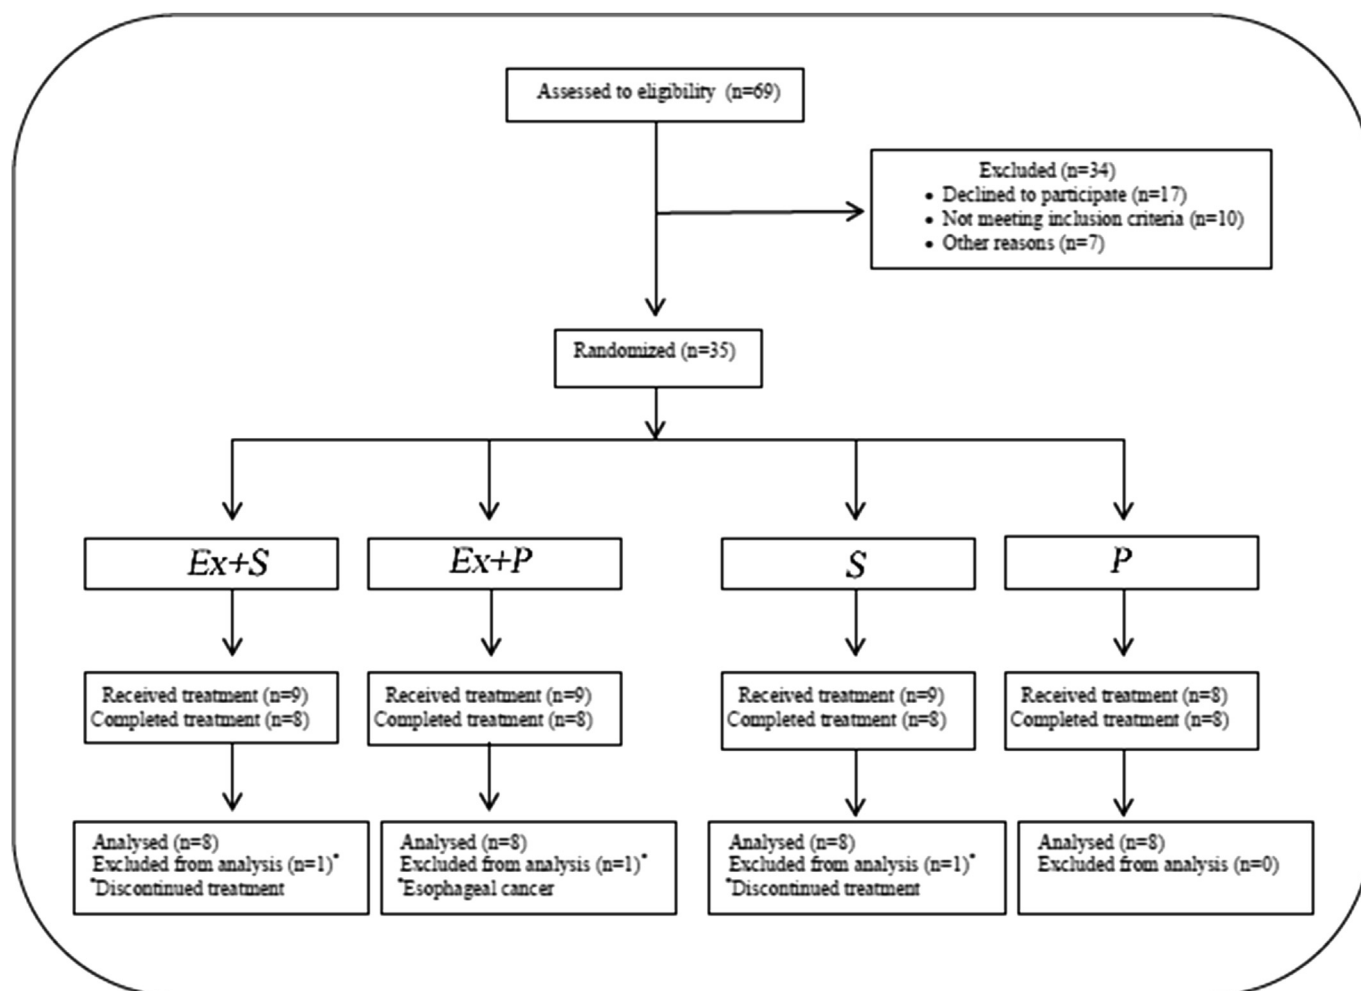 Assessed to eligibility (n=69)
Excluded (n=34)
• Declined to participate (n=17)
• Not meeting inclusion criteria (n=10)
• Other reasons (n=7)
Randomized (n=35)
Ex+S
Ex+P
S
P
Received treatment (n=9)
Completed treatment (n=8)
Received treatment (n=9)
Completed treatment (n=8)
Received treatment (n=9)
Completed treatment (n=8)
Received treatment (n=8)
Completed treatment (n=8)
Analysed (n=8)
Excluded from analysis (n=1)*
*Discontinued treatment
Analysed (n=8)
Excluded from analysis (n=1)*
*Esophageal cancer
Analysed (n=8)
Excluded from analysis (n=1)*
*Discontinued treatment
Analysed (n=8)
Excluded from analysis (n=0)